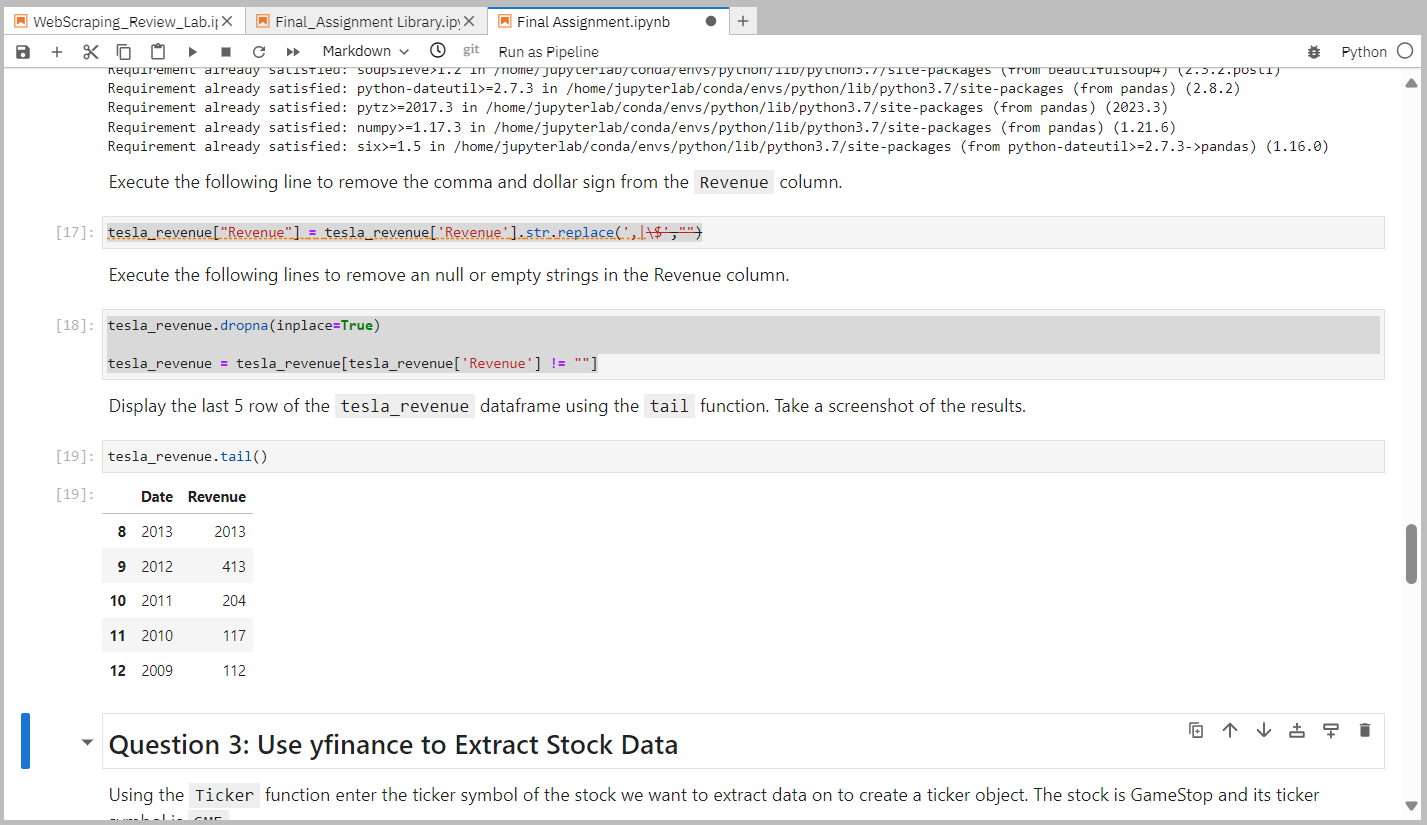 WebScraping_Review_Lab.ip
Final_Assignment Library.ipy
Final Assignment.ipynb
Markdown
git
Run as Pipeline
Python
Requirement already satisfied: soupsieve>1.2 in /home/jupyterlab/conda/envs/python/lib/python3.7/site-packages (from beautifulsoup4) (2.3.2.post1)
Requirement already satisfied: python-dateutil>=2.7.3 in /home/jupyterlab/conda/envs/python/lib/python3.7/site-packages (from pandas) (2.8.2)
Requirement already satisfied: pytz>=2017.3 in /home/jupyterlab/conda/envs/python/lib/python3.7/site-packages (from pandas) (2023.3)
Requirement already satisfied: numpy>=1.17.3 in /home/jupyterlab/conda/envs/python/lib/python3.7/site-packages (from pandas) (1.21.6)
Requirement already satisfied: six>=1.5 in /home/jupyterlab/conda/envs/python/lib/python3.7/site-packages (from python-dateutil>=2.7.3->pandas) (1.16.0)
Execute the following line to remove the comma and dollar sign from the Revenue column.
[17]: tesla_revenue["Revenue"] = tesla_revenue['Revenue'].str.replace(',|\$',"")
Execute the following lines to remove an null or empty strings in the Revenue column.
[18]: tesla_revenue.dropna(inplace=True)
tesla_revenue = tesla_revenue[tesla_revenue['Revenue'] != ""]
Display the last 5 row of the tesla_revenue dataframe using the tail function. Take a screenshot of the results.
[19]: tesla_revenue.tail()
[19]:
Date Revenue
8 2013 2013
9 2012 413
10 2011 204
11 2010 117
12 2009 112
Question 3: Use yfinance to Extract Stock Data
Using the Ticker function enter the ticker symbol of the stock we want to extract data on to create a ticker object. The stock is GameStop and its ticker
symbol is GME